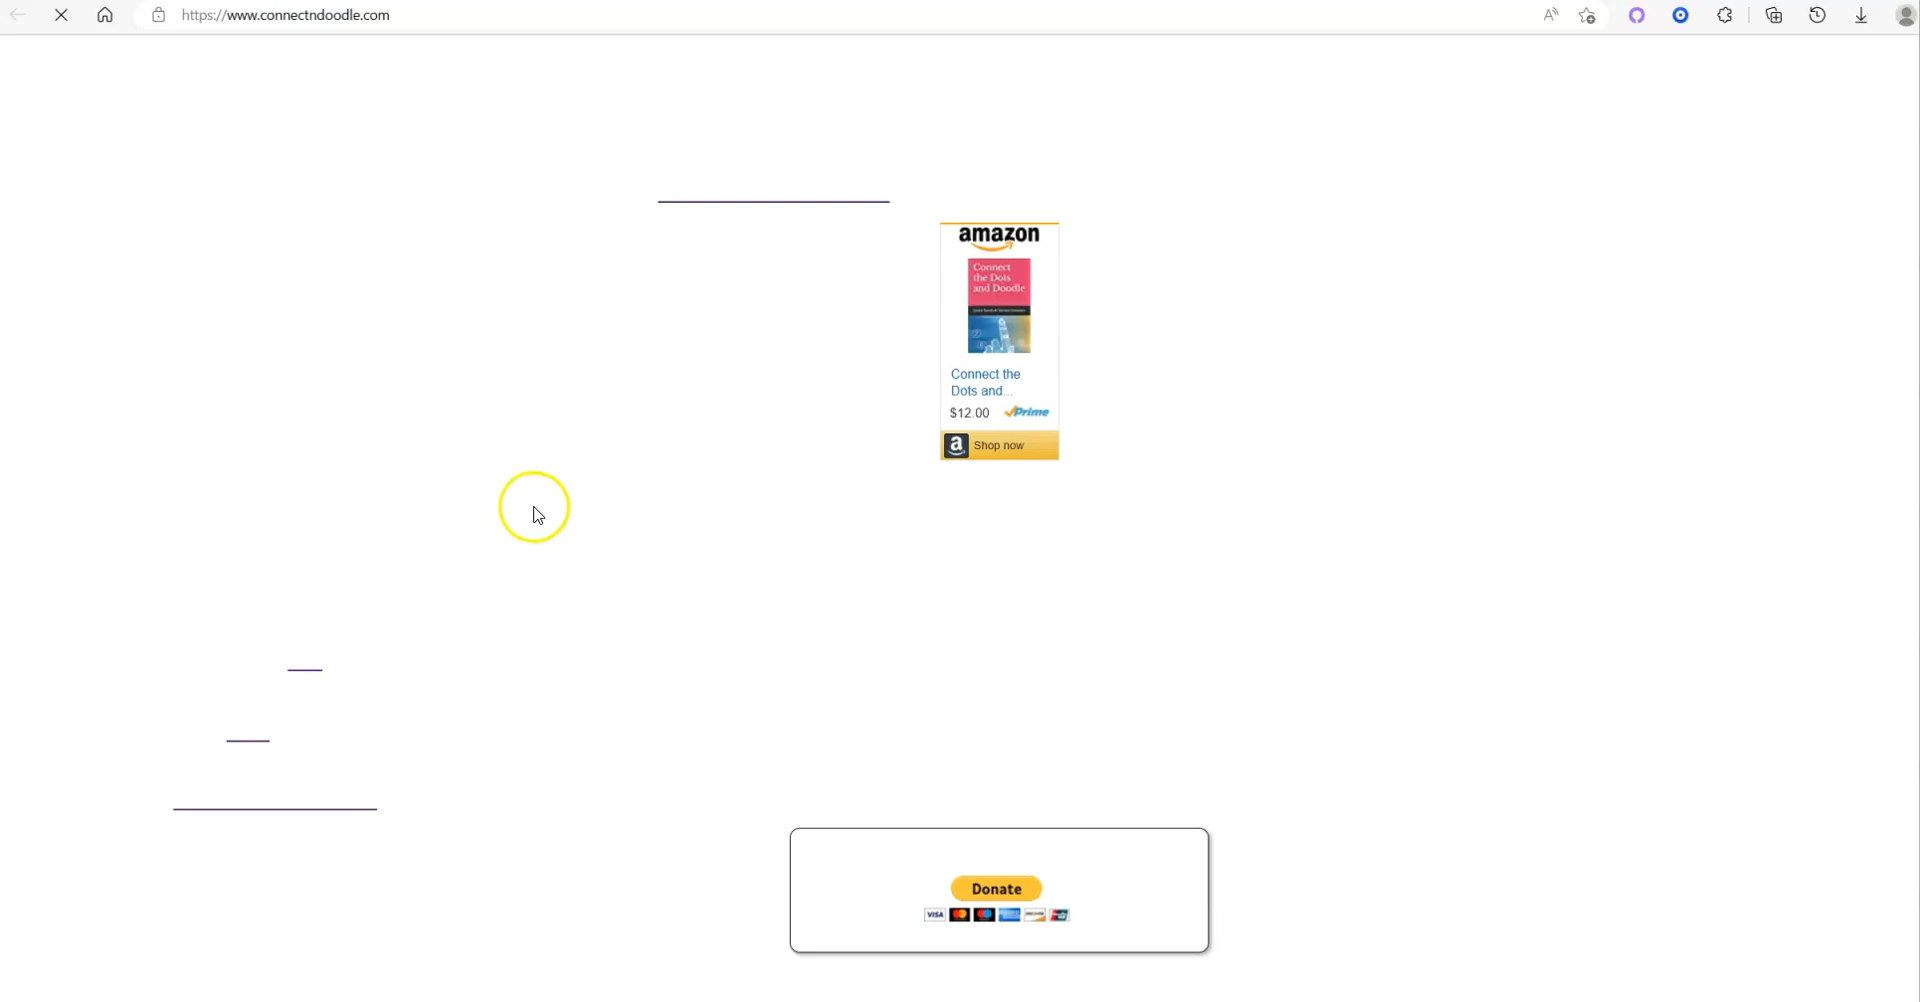 https://www.connectndoodle.com
amazon
Connect
the Dots
and Doodle
Connect the
Dots and...
$12.00 Prime
a Shop now
Donate
VISA